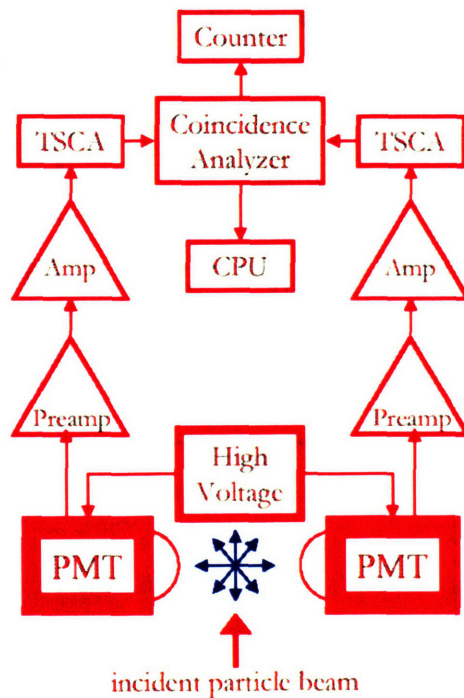 Counter
TSCA
Coincidence
Analyzer
TSCA
Amp
CPU
Amp
Preamp
High
Voltage
Preamp
PMT
PMT
incident particle beam